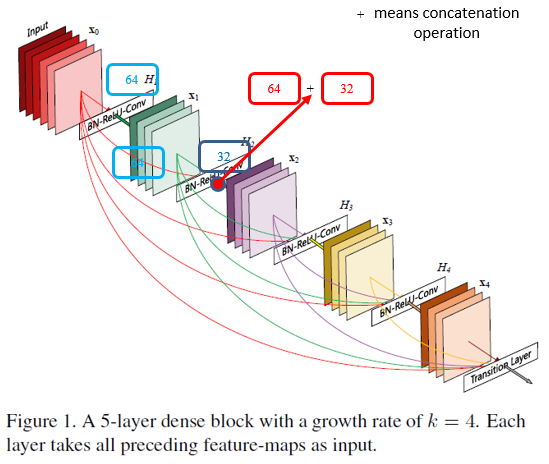 + means concatenation
operation
Input
x0
64 H1
BN-ReLU-Conv
x1
64
64 + 32
32
H2
BN-ReLU-Conv
x2
H3
BN-ReLU-Conv
x3
H4
BN-ReLU-Conv
x4
Transition Layer
Figure 1. A 5-layer dense block with a growth rate of k = 4. Each
layer takes all preceding feature-maps as input.